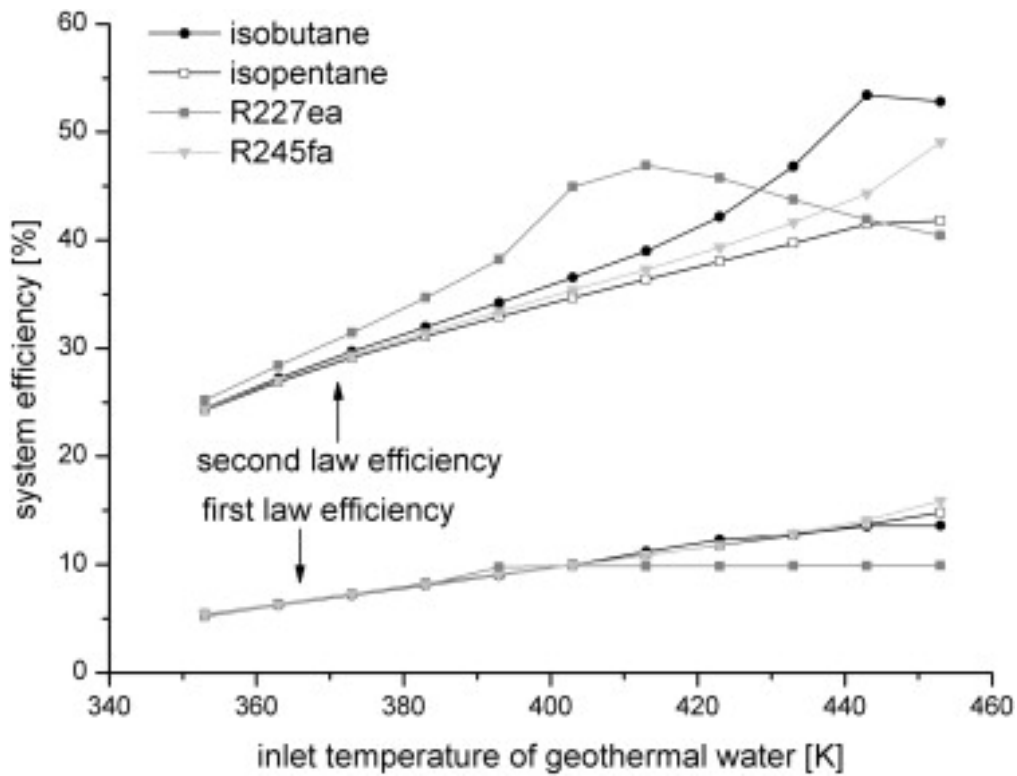 60
50
40
30
20
10
0
system efficiency [%]
isobutane
isopentane
R227ea
R245fa
second law efficiency
first law efficiency
340 360 380 400 420 440 460
inlet temperature of geothermal water [K]